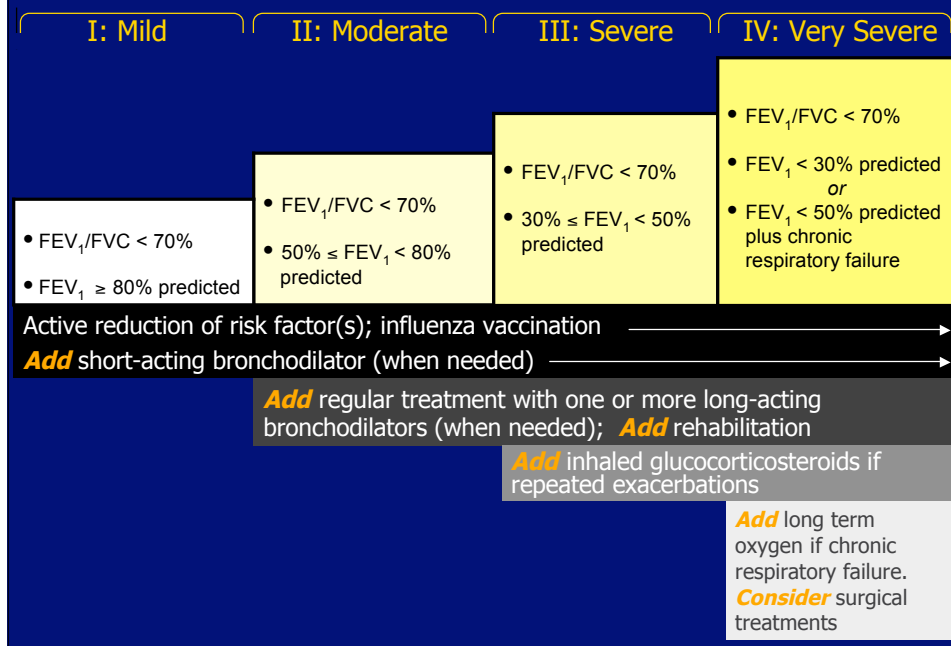 I: Mild
II: Moderate
III: Severe
IV: Very Severe
• FEV₁/FVC < 70%
• FEV₁ ≥ 80% predicted
• FEV₁/FVC < 70%
• 50% ≤ FEV₁ < 80%
predicted
• FEV₁/FVC < 70%
• 30% ≤ FEV₁ < 50%
predicted
• FEV₁/FVC < 70%
• FEV₁ < 30% predicted
or
• FEV₁ < 50% predicted
plus chronic
respiratory failure
Active reduction of risk factor(s); influenza vaccination
Add short-acting bronchodilator (when needed)
Add regular treatment with one or more long-acting
bronchodilators (when needed); Add rehabilitation
Add inhaled glucocorticosteroids if
repeated exacerbations
Add long term
oxygen if chronic
respiratory failure.
Consider surgical
treatments